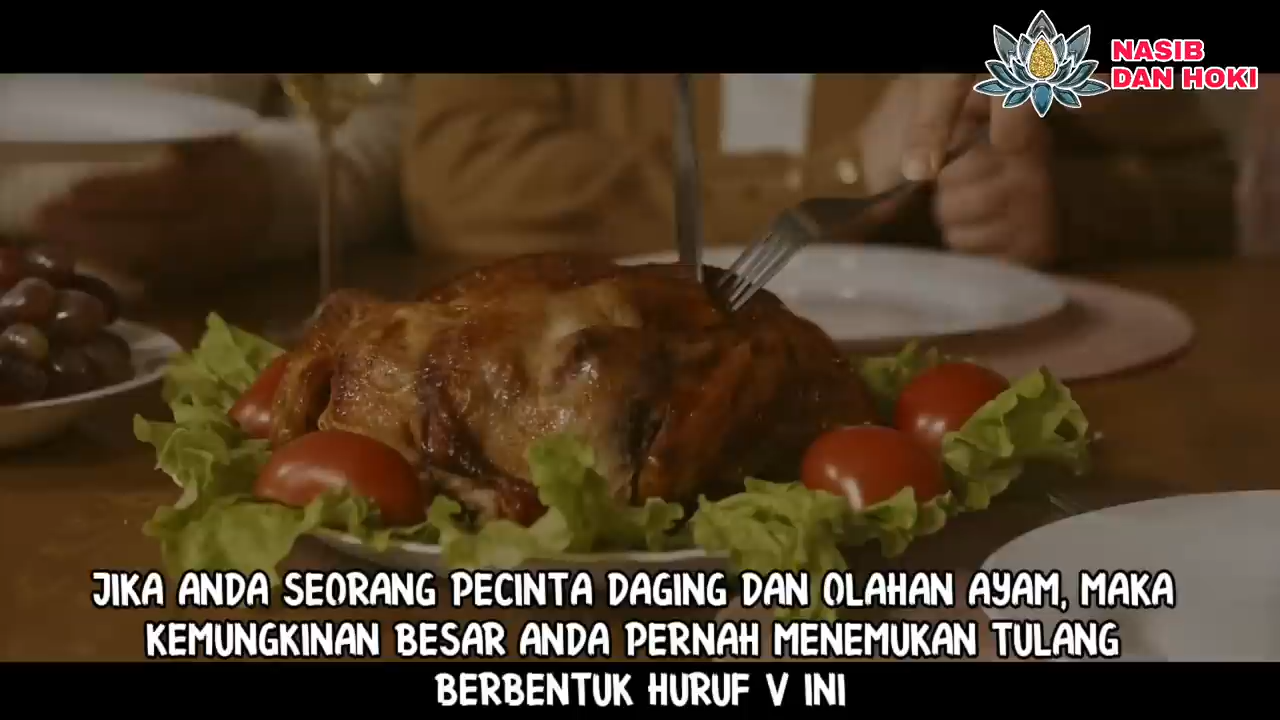 NASIB
DAN HOKI
JIKA ANDA SEORANG PECINTA DAGING DAN OLAHAN AYAM, MAKA
KEMUNGKINAN BESAR ANDA PERNAH MENEMUKAN TULANG
BERBENTUK HURUF V INI